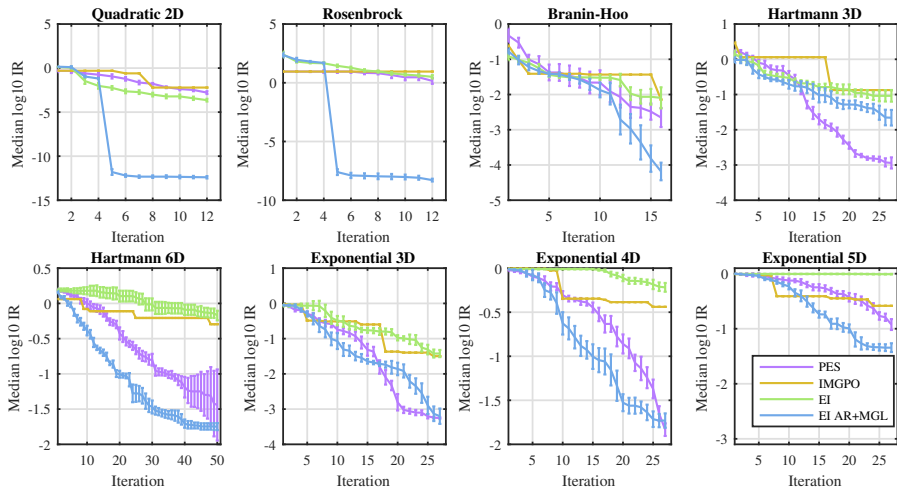 Quadratic 2D
Rosenbrock
Branin-Hoo
Hartmann 3D
Median log10 IR
5
0
-5
-10
-15
2 4 6 8 10 12
Iteration
Median log10 IR
5
0
-5
-10
2 4 6 8 10 12
Iteration
Median log10 IR
0
-1
-2
-3
-4
-5
5 10 15
Iteration
Median log10 IR
1
0
-1
-2
-3
-4
5 10 15 20 25
Iteration
Hartmann 6D
Exponential 3D
Exponential 4D
Exponential 5D
Median log10 IR
0.5
0
-0.5
-1
-1.5
-2
10 20 30 40 50
Iteration
Median log10 IR
1
0
-1
-2
-3
-4
5 10 15 20 25
Iteration
Median log10 IR
0
-0.5
-1
-1.5
-2
5 10 15 20 25
Iteration
Median log10 IR
0
-1
-2
-3
5 10 15 20 25
Iteration
PES
IMGPO
EI
EI AR+MGL